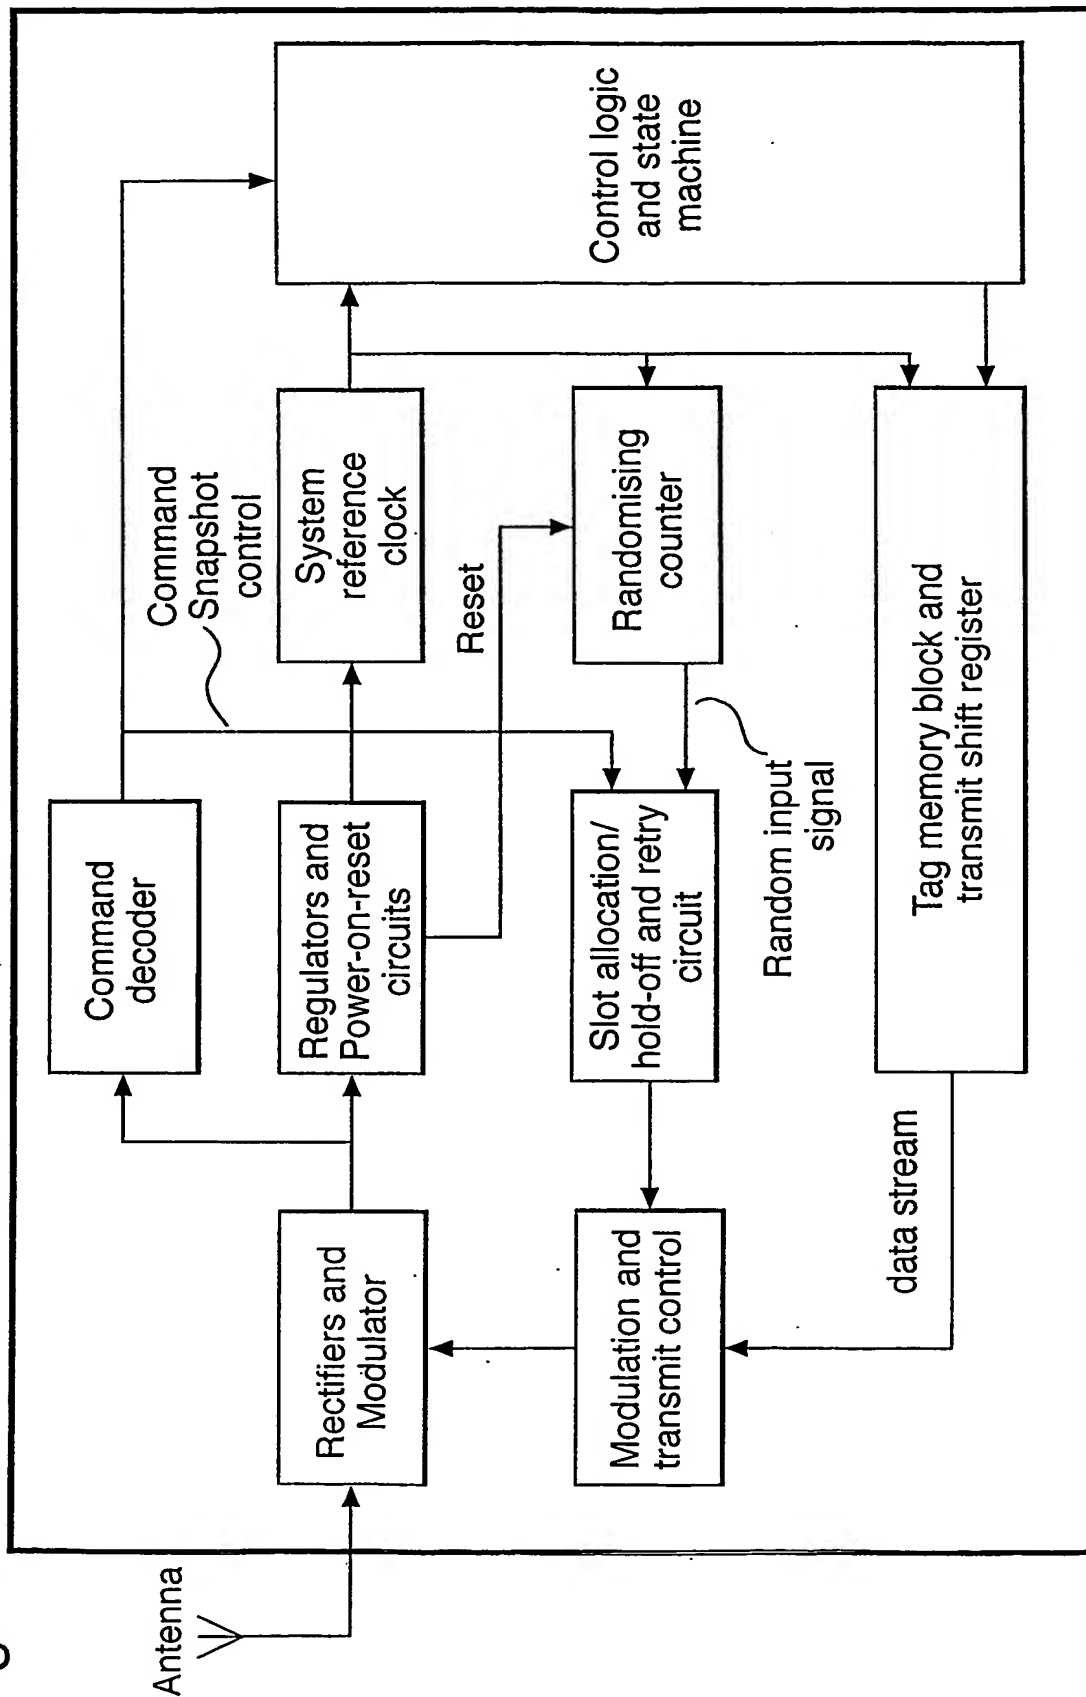 Antenna
Rectifiers and
Modulator
Command
decoder
Regulators and
Power-on-reset
circuits
Command
Snapshot
control
System
reference
clock
Reset
Control logic
and state
machine
Modulation and
transmit control
Slot allocation/
hold-off and retry
circuit
Randomising
counter
Random input
signal
data stream
Tag memory block and
transmit shift register